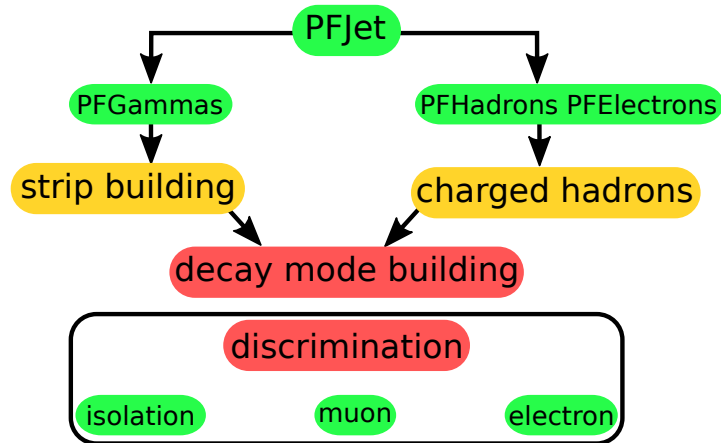 PFJet
PFGammas
PFHadrons PFElectrons
strip building
charged hadrons
decay mode building
discrimination
isolation
muon
electron